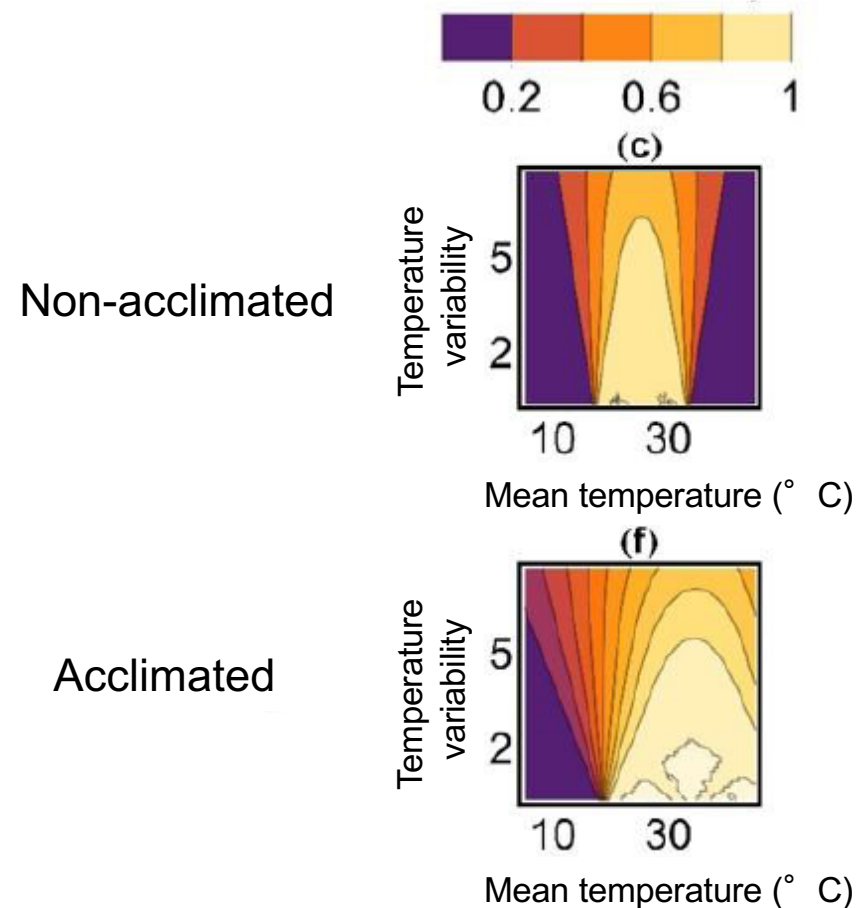 0.2 0.6 1
(c)
Non-acclimated
Temperature
variability
5
2
10 30
Mean temperature (° C)
(f)
Acclimated
Temperature
variability
5
2
10 30
Mean temperature (° C)